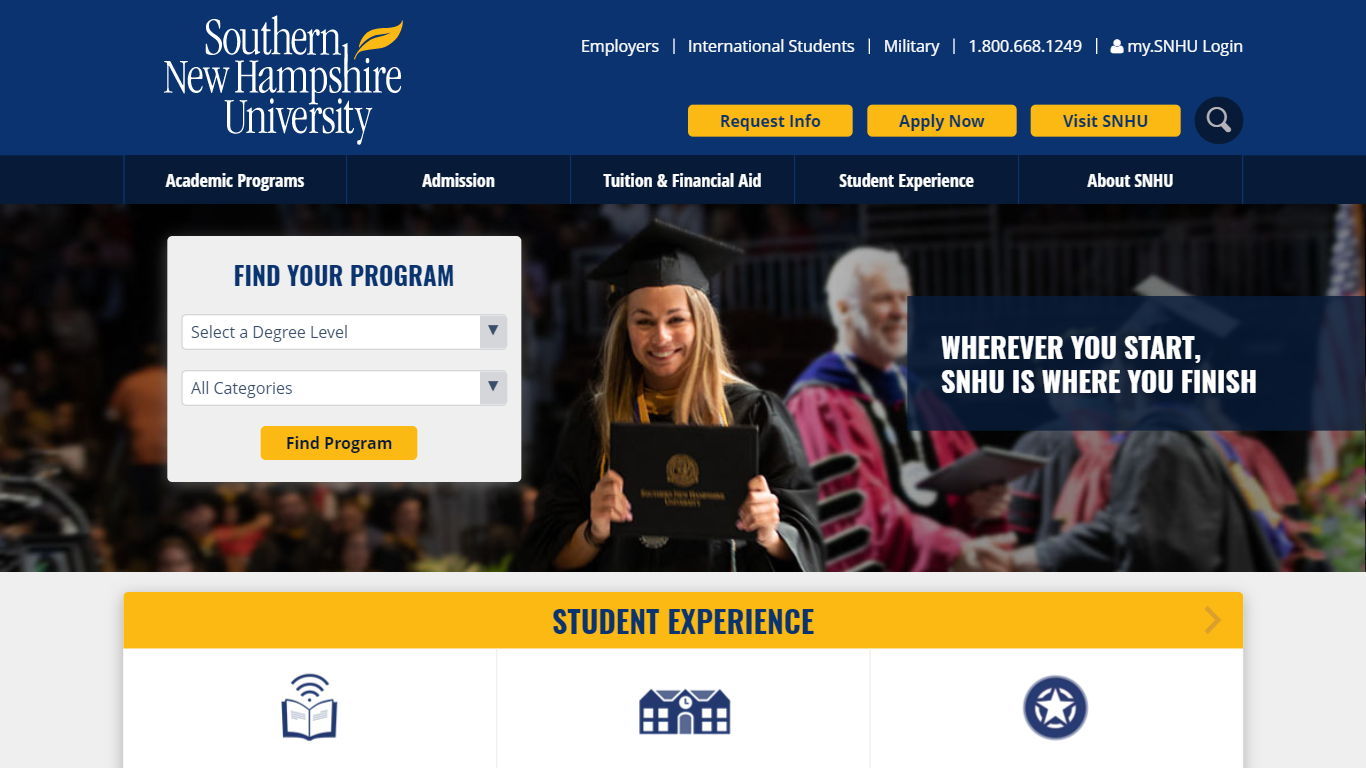 Southern
New Hampshire
University
Employers | International Students | Military | 1.800.668.1249 | my.SNHU Login
Request Info Apply Now Visit SNHU
Academic Programs Admission Tuition & Financial Aid Student Experience About SNHU
FIND YOUR PROGRAM
Select a Degree Level
All Categories
Find Program
WHEREVER YOU START,
SNHU IS WHERE YOU FINISH
SOUTHERN NEW HAMPSHIRE
UNIVERSITY
STUDENT EXPERIENCE